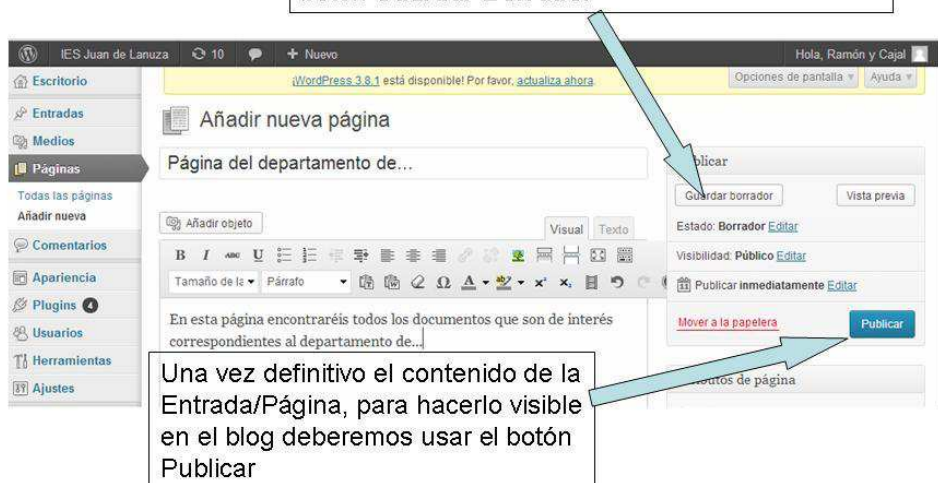 IES Juan de Lanuza 10 + Nuevo Hola, Ramón y Cajal
Escritorio
¡WordPress 3.8.1 está disponible! Por favor, actualiza ahora.
Opciones de pantalla Ayuda
Entradas
Medios
Páginas
Todas las páginas
Añadir nueva
Comentarios
Apariencia
Plugins 4
Usuarios
Herramientas
Ajustes
Añadir nueva página
Página del departamento de...
Añadir objeto
Visual Texto
B I ABC U
Tamaño de la Párrafo
En esta página encontraréis todos los documentos que son de interés
correspondientes al departamento de...
Guardar borrador Vista previa
Estado: Borrador Editar
Visibilidad: Público Editar
Publicar inmediatamente Editar
Mover a la papelera Publicar
de página
Una vez definitivo el contenido de la
Entrada/Página, para hacerlo visible
en el blog deberemos usar el botón
Publicar